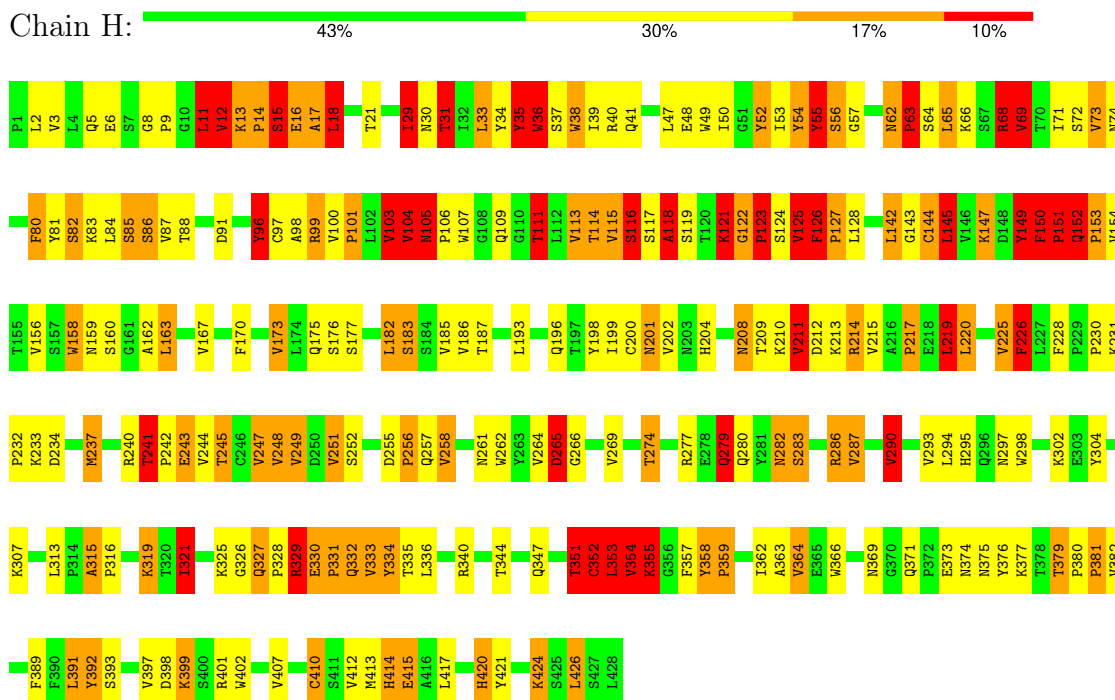 Chain H:
43% 30% 17% 10%
P1 L2 V3 L4 Q5 E6 S7 G8 P9 G10 L11 V12 K13 P14 S15 E16 A17 L18 T21 I29 N30 T31 I32 L33 Y34 Y35 W36 S37 W38 I39 R40 Q41 L47 E48 W49 I50 G51 Y52 I53 Y54 Y55 S56 G57 N62 P63 S64 L65 K66 S67 R68 V69 T70 I71 S72 V73 N74
F80 Y81 S82 K83 L84 S85 S86 V87 T88 D91 Y96 C97 A98 R99 V100 P101 L102 V103 V104 N105 P106 W107 G108 Q109 G110 T111 L112 V113 T114 V115 S116 S117 A118 S119 T120 K121 G122 P123 S124 V125 F126 P127 L128 L142 G143 C144 L145 V146 K147 D148 Y149 F150 P151 Q152 P153
T155 V156 S157 W158 N159 S160 G161 A162 L163 V167 F170 V173 L174 Q175 S176 S177 L182 S183 S184 V185 V186 T187 L193 Q196 T197 Y198 I199 C200 N201 V202 N203 H204 N208 T209 K210 V211 D212 K213 R214 V215 A216 P217 E218 L219 L220 V225 F226 L227 F228 P229 P230 K231
P232 K233 D234 M237 R240 T241 P242 E243 V244 T245 C246 V247 V248 V249 D250 V251 S252 D255 P256 Q257 V258 N261 W262 Y263 V264 D265 G266 V269 T274 R277 E278 Q279 Q280 Y281 N282 S283 R286 V287 V290 V293 L294 H295 Q296 N297 W298 K302 E303 Y304
K307 L313 P314 A315 P316 K319 T320 I321 K325 G326 Q327 P328 R329 E330 P331 Q332 V333 Y334 T335 L336 R340 T344 Q347 T351 C352 L353 V354 K355 G356 F357 Y358 P359 I362 A363 V364 E365 W366 N369 G370 Q371 P372 E373 N374 N375 Y376 K377 T378 T379 P380 P381 V382
F389 F390 L391 Y392 S393 V397 D398 K399 S400 R401 W402 V407 C410 S411 V412 M413 H414 E415 A416 L417 H420 Y421 K424 S425 L426 S427 L428